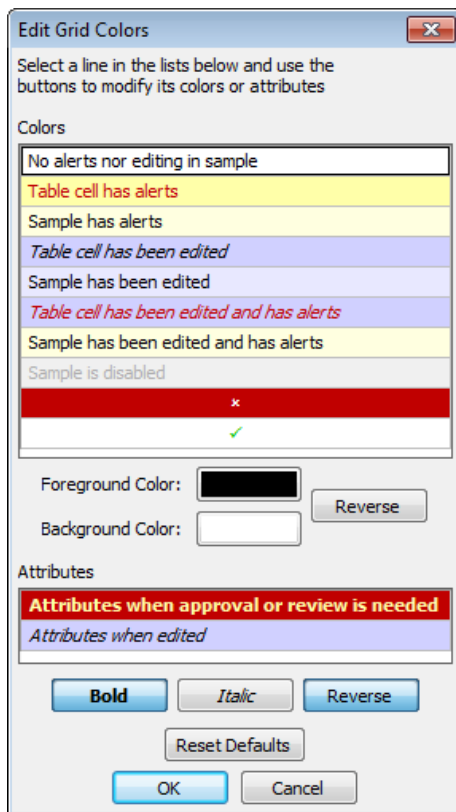 Edit Grid Colors
Select a line in the lists below and use the
buttons to modify its colors or attributes
Colors
No alerts nor editing in sample
Table cell has alerts
Sample has alerts
Table cell has been edited
Sample has been edited
Table cell has been edited and has alerts
Sample has been edited and has alerts
Sample is disabled
Foreground Color:
Reverse
Background Color:
Attributes
Attributes when approval or review is needed
Attributes when edited
Bold Italic Reverse
Reset Defaults
OK Cancel